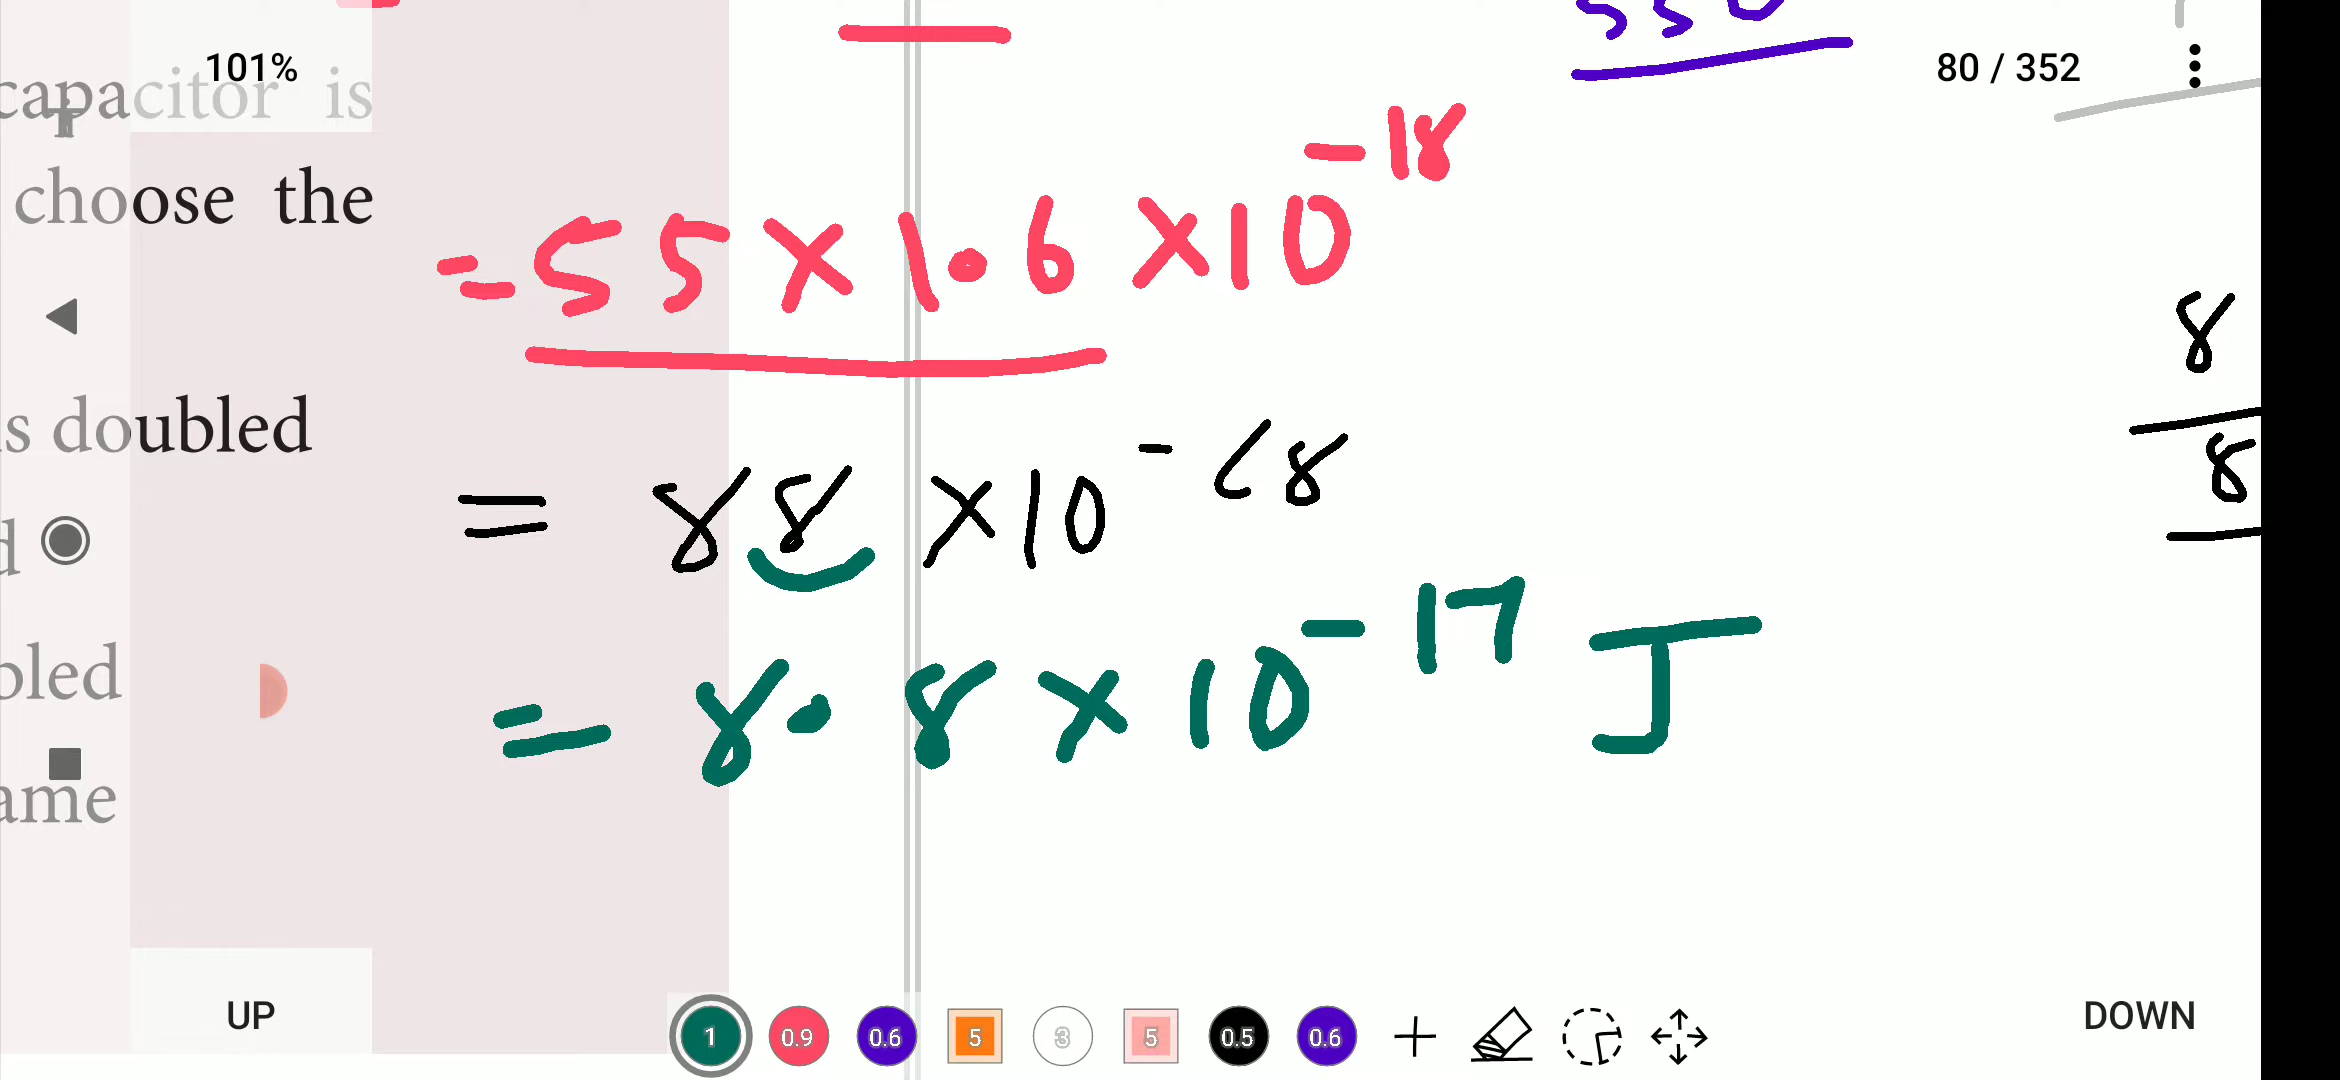 101%
80 / 352
capacitor is
choose the
= 55 × 1.6 × 10^-18
8
s doubled
= 88 × 10^-18
8
= 8.8 × 10^-17 J
bled
ame
UP
DOWN
1 0.9 0.6 5 3 5 0.5 0.6